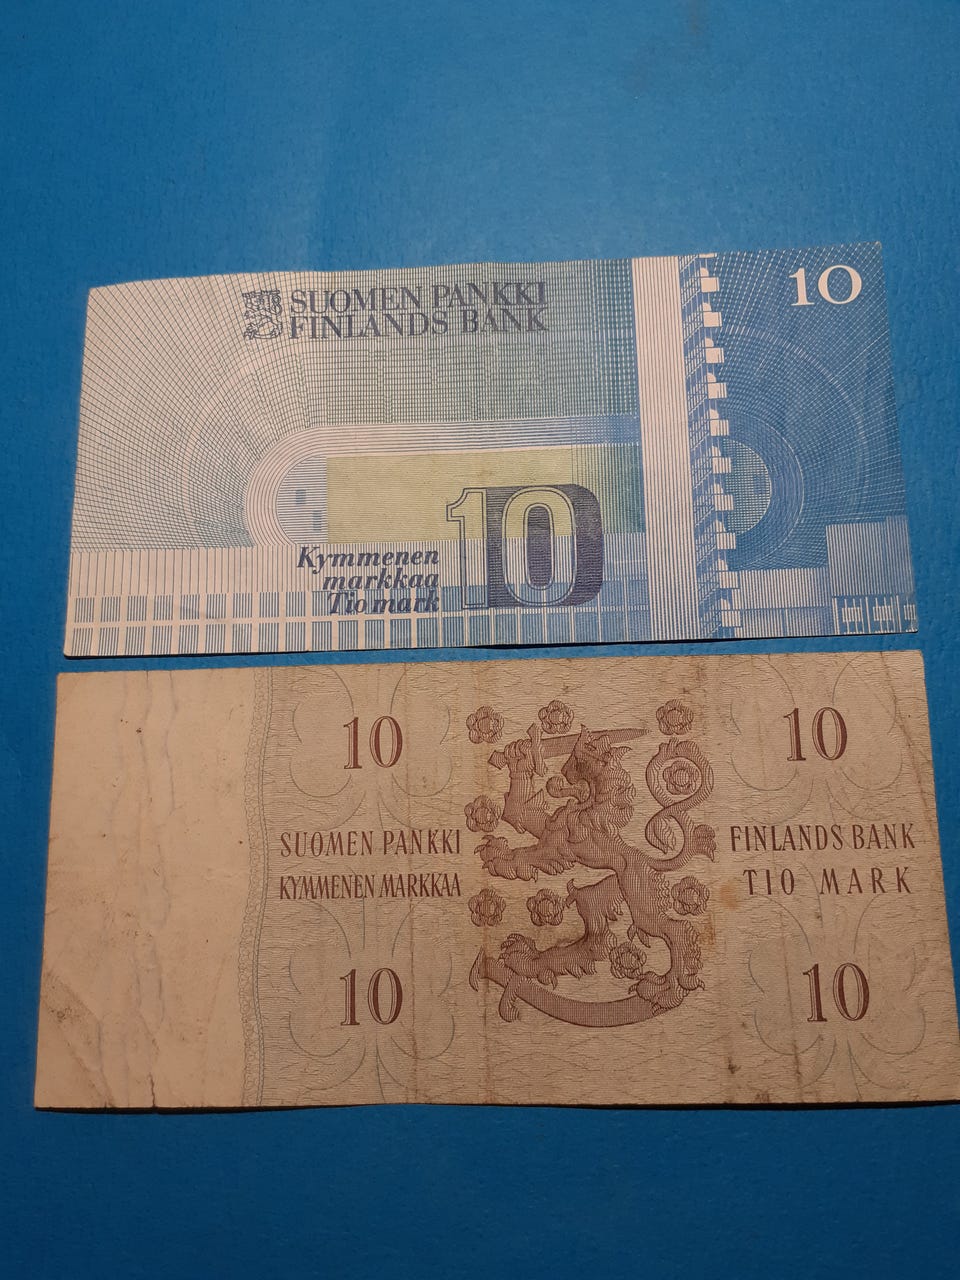 SUOMEN PANKKI
FINLANDS BANK
10
10
Kymmenen
markkaa
Tio mark
10
10
SUOMEN PANKKI
KYMMENEN MARKKAA
FINLANDS BANK
TIO MARK
10
10